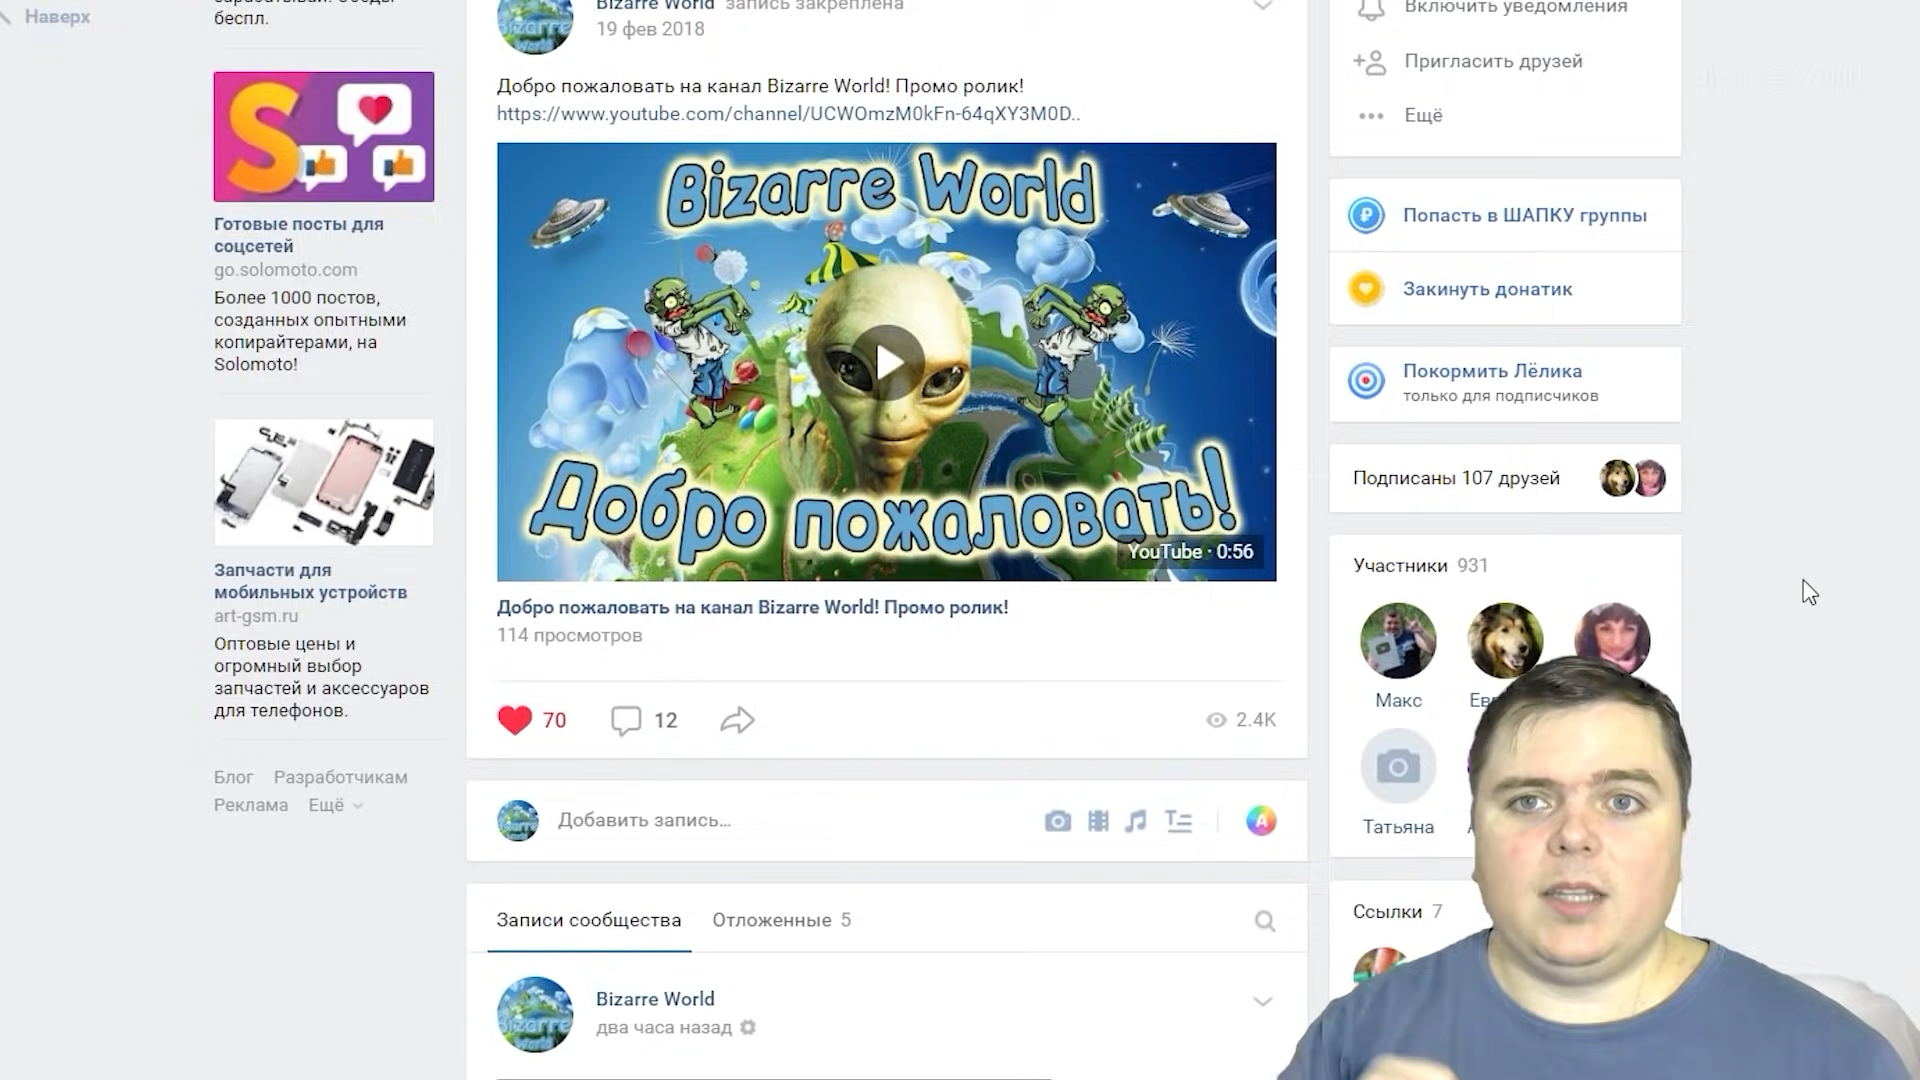 Наверх
беспл.
Готовые посты для
соцсетей
go.solomoto.com
Более 1000 постов,
созданных опытными
копирайтерами, на
Solomoto!
Запчасти для
мобильных устройств
art-gsm.ru
Оптовые цены и
огромный выбор
запчастей и аксессуаров
для телефонов.
Блог Разработчикам
Реклама Ещё
Bizarre World запись закреплена
19 фев 2018
Добро пожаловать на канал Bizarre World! Промо ролик!
https://www.youtube.com/channel/UCWOmzM0kFn-64qXY3M0D..
Bizarre World
Добро пожаловать!
YouTube · 0:56
Добро пожаловать на канал Bizarre World! Промо ролик!
114 просмотров
70 12 2.4K
Добавить запись...
A
Записи сообщества Отложенные 5
Bizarre World
два часа назад
Включить уведомления
Пригласить друзей
Ещё
Попасть в ШАПКУ группы
Закинуть донатик
Покормить Лёлика
только для подписчиков
Подписаны 107 друзей
Участники 931
Макс
Татьяна
Ссылки 7